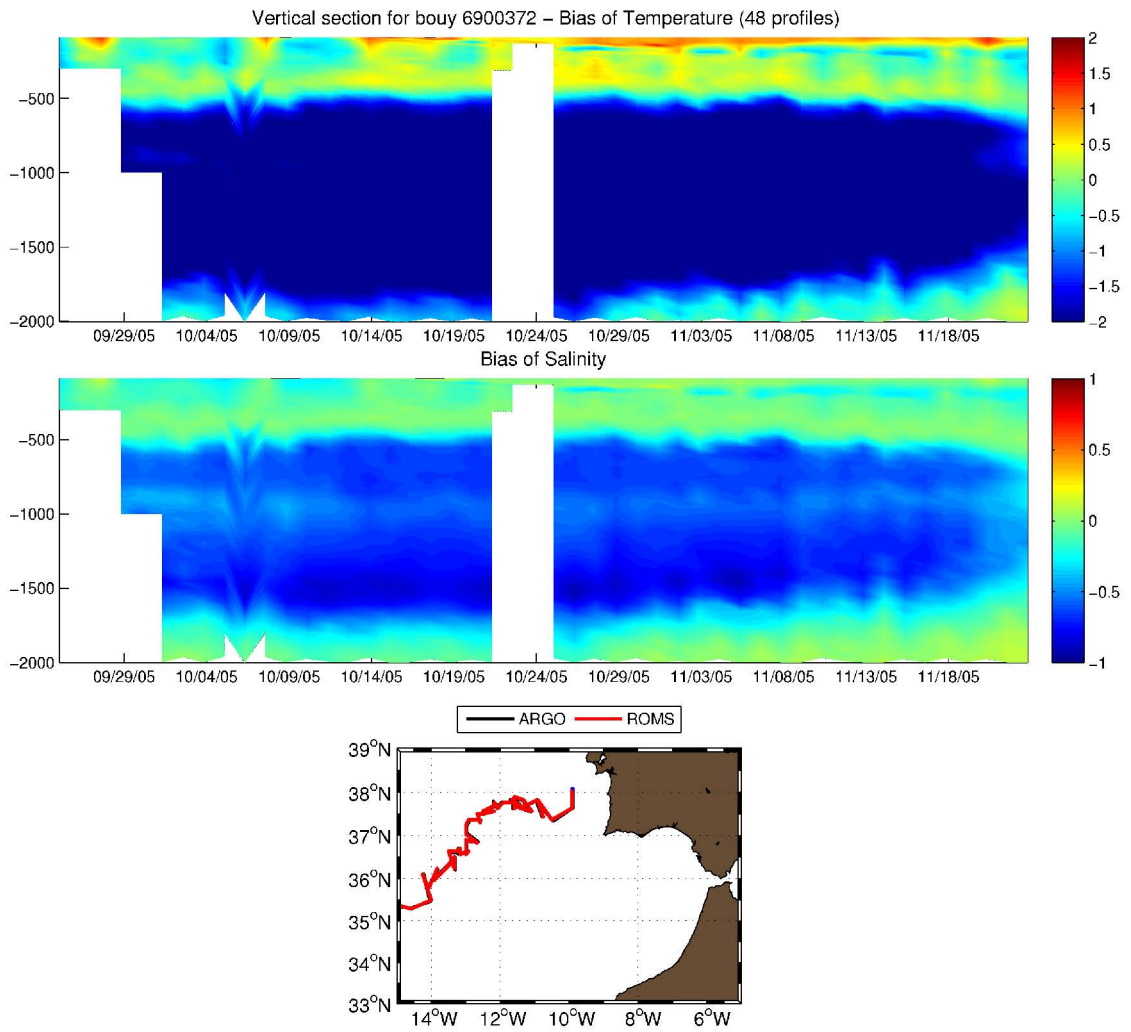 Vertical section for bouy 6900372 – Bias of Temperature (48 profiles)
−500
−1000
−1500
−2000
09/29/05 10/04/05 10/09/05 10/14/05 10/19/05 10/24/05 10/29/05 11/03/05 11/08/05 11/13/05 11/18/05
2
1.5
1
0.5
0
−0.5
−1
−1.5
−2
Bias of Salinity
−500
−1000
−1500
−2000
09/29/05 10/04/05 10/09/05 10/14/05 10/19/05 10/24/05 10/29/05 11/03/05 11/08/05 11/13/05 11/18/05
1
0.5
0
−0.5
−1
ARGO ROMS
39°N
38°N
37°N
36°N
35°N
34°N
33°N
14°W 12°W 10°W 8°W 6°W